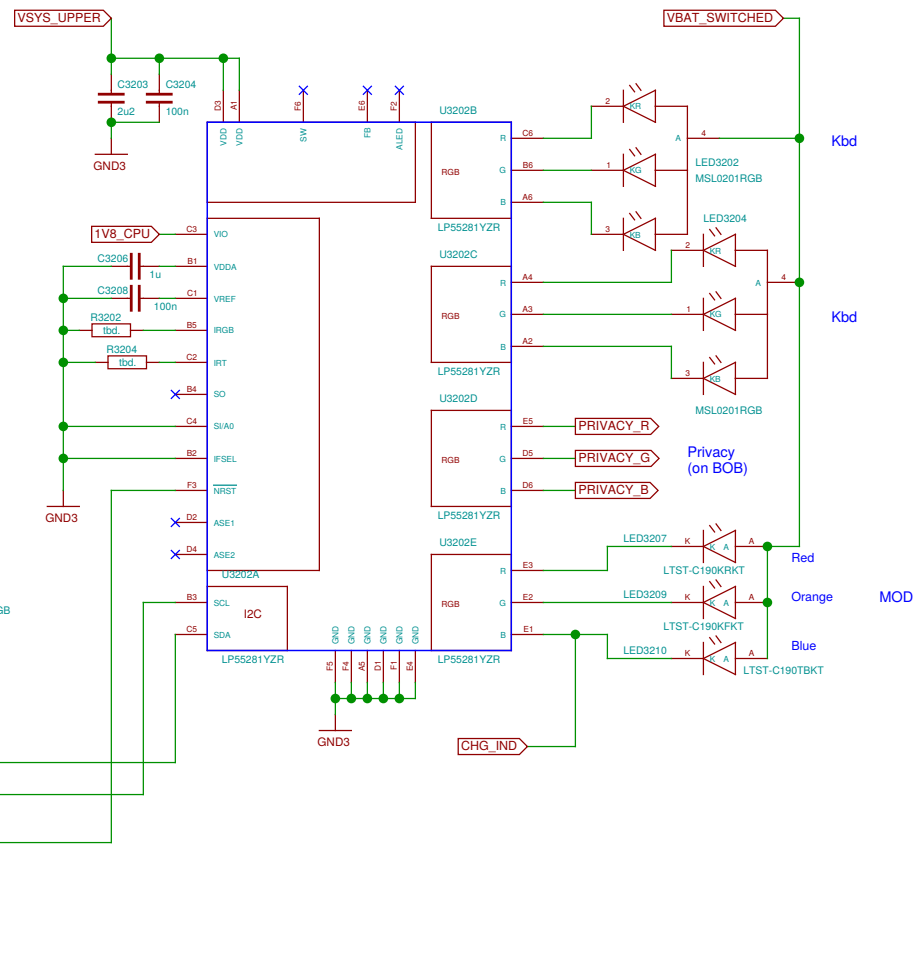 VSYS_UPPER
VBAT_SWITCHED
C3203
C3204
2u2
100n
GND3
D3
A1
F6
E6
F2
VDD
VDD
SW
FB
ALED
U3202B
RGB
R
G
B
C6
B6
A6
LP55281YZR
2
KR
1
KG
3
KB
A
4
LED3202
MSL0201RGB
Kbd
1V8_CPU
C3
VIO
C3206
1u
B1
VDDA
C3208
100n
C1
VREF
R3202
tbd.
B5
IRGB
R3204
tbd.
C2
IRT
B4
SO
C4
SI/A0
B2
IFSEL
F3
NRST
D2
ASE1
D4
ASE2
GND3
U3202A
B3
SCL
I2C
C5
SDA
LP55281YZR
U3202C
RGB
R
G
B
A4
A3
A2
LP55281YZR
LED3204
2
KR
1
KG
3
KB
A
4
MSL0201RGB
Kbd
U3202D
RGB
R
G
B
E5
D5
D6
LP55281YZR
PRIVACY_R
PRIVACY_G
PRIVACY_B
Privacy
(on BOB)
U3202E
RGB
R
G
B
E3
E2
E1
LP55281YZR
LED3207
K
K A
A
LTST-C190KRKT
Red
LED3209
K
K A
A
LTST-C190KFKT
Orange
LED3210
K
K A
A
LTST-C190TBKT
Blue
MOD
GB
GND
GND
GND
GND
GND
GND
F5
F4
A5
D1
F1
E4
GND3
CHG_IND